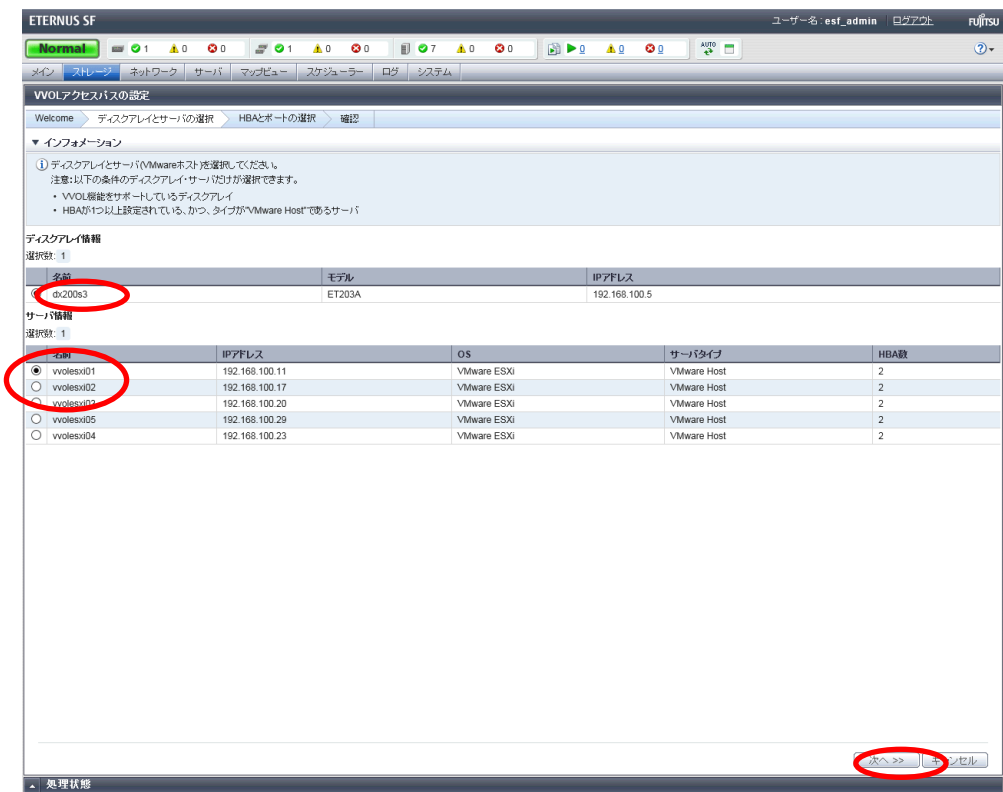 ETERNUS SF ユーザー名:esf_admin ログアウト FUJITSU
Normal 1 0 0 1 0 0 7 0 0 0 0 0 AUTO
メイン ストレージ ネットワーク サーバ マップビュー スケジューラー ログ システム
VVOLアクセスパスの設定
Welcome ディスクアレイとサーバの選択 HBAとポートの選択 確認
▼ インフォメーション
ディスクアレイとサーバ(VMwareホスト)を選択してください。
注意:以下の条件のディスクアレイ・サーバだけが選択できます。
・ VVOL機能をサポートしているディスクアレイ
・ HBAが1つ以上設定されている、かつ、タイプが"VMware Host"であるサーバ
ディスクアレイ情報
選択数: 1
名前 モデル IPアドレス
dx200s3 ET203A 192.168.100.5
サーバ情報
選択数: 1
名前 IPアドレス OS サーバタイプ HBA数
vvolesxi01 192.168.100.11 VMware ESXi VMware Host 2
vvolesxi02 192.168.100.17 VMware ESXi VMware Host 2
vvolesxi03 192.168.100.20 VMware ESXi VMware Host 2
vvolesxi05 192.168.100.29 VMware ESXi VMware Host 2
vvolesxi04 192.168.100.23 VMware ESXi VMware Host 2
次へ >> キャンセル
処理状態